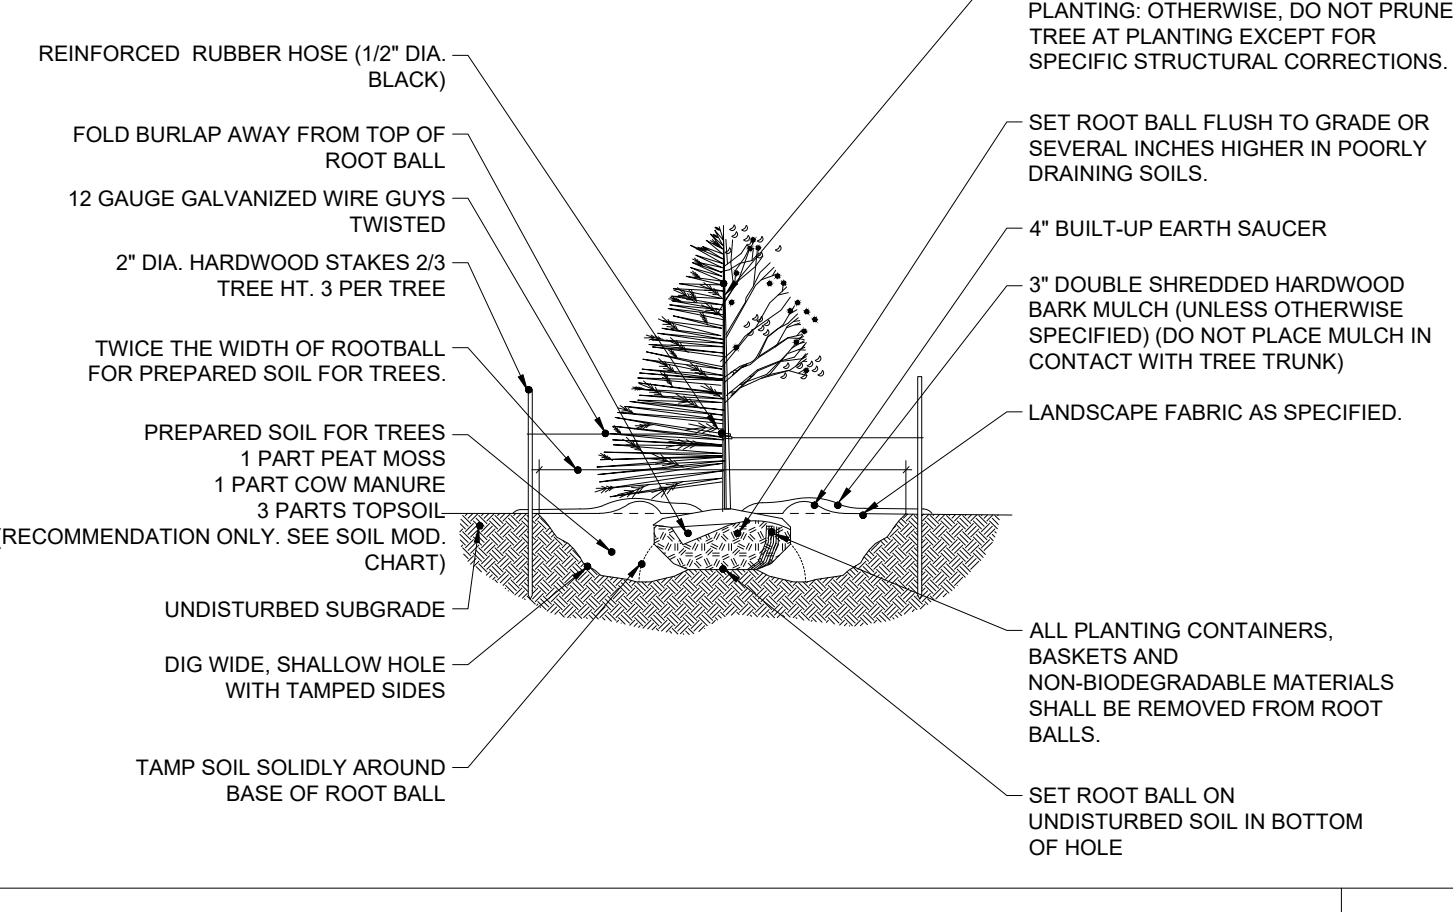 REINFORCED RUBBER HOSE (1/2" DIA.
BLACK)
FOLD BURLAP AWAY FROM TOP OF
ROOT BALL
12 GAUGE GALVANIZED WIRE GUYS
TWISTED
2" DIA. HARDWOOD STAKES 2/3
TREE HT. 3 PER TREE
TWICE THE WIDTH OF ROOTBALL
FOR PREPARED SOIL FOR TREES.
PREPARED SOIL FOR TREES
1 PART PEAT MOSS
1 PART COW MANURE
3 PARTS TOPSOIL
(RECOMMENDATION ONLY. SEE SOIL MOD.
CHART)
UNDISTURBED SUBGRADE
DIG WIDE, SHALLOW HOLE
WITH TAMPED SIDES
TAMP SOIL SOLIDLY AROUND
BASE OF ROOT BALL
PLANTING: OTHERWISE, DO NOT PRUNE
TREE AT PLANTING EXCEPT FOR
SPECIFIC STRUCTURAL CORRECTIONS.
SET ROOT BALL FLUSH TO GRADE OR
SEVERAL INCHES HIGHER IN POORLY
DRAINING SOILS.
4" BUILT-UP EARTH SAUCER
3" DOUBLE SHREDDED HARDWOOD
BARK MULCH (UNLESS OTHERWISE
SPECIFIED) (DO NOT PLACE MULCH IN
CONTACT WITH TREE TRUNK)
LANDSCAPE FABRIC AS SPECIFIED.
ALL PLANTING CONTAINERS,
BASKETS AND
NON-BIODEGRADABLE MATERIALS
SHALL BE REMOVED FROM ROOT
BALLS.
SET ROOT BALL ON
UNDISTURBED SOIL IN BOTTOM
OF HOLE